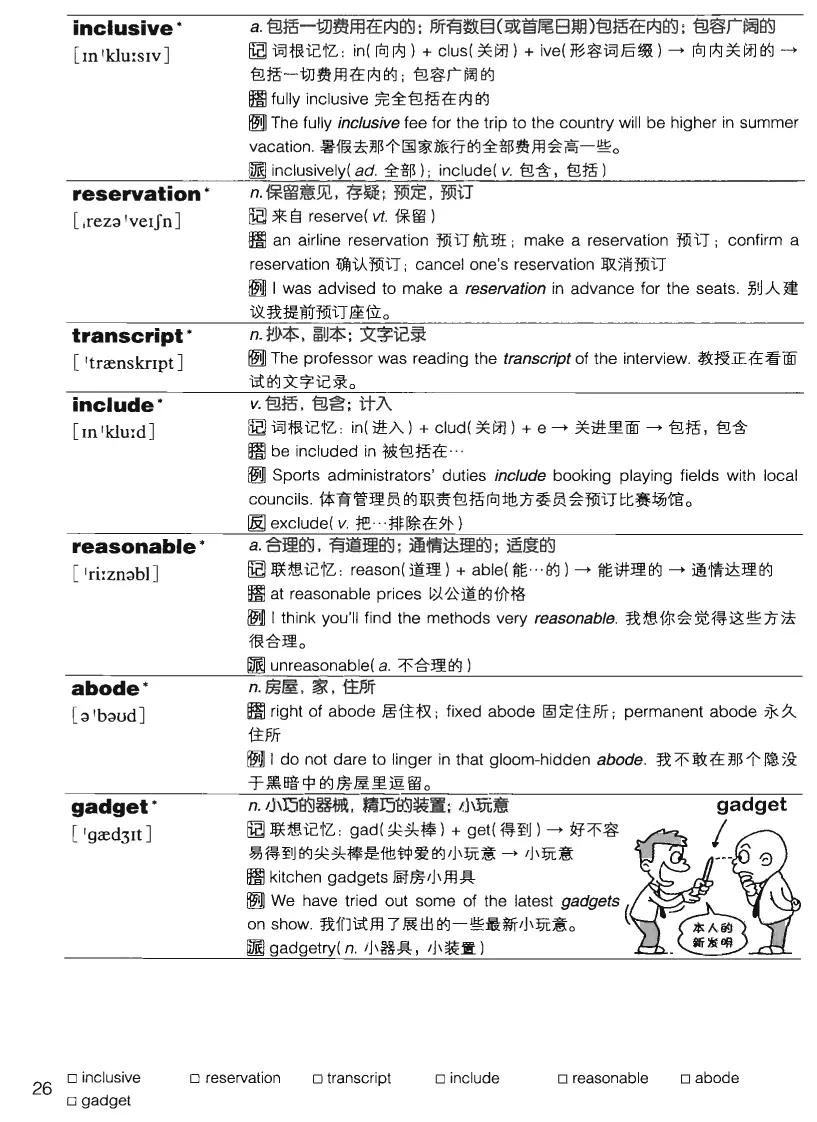 inclusive* a. 包括一切费用在内的；所有数目(或首尾日期)包括在内的；包容广阔的
[ɪnˈkluːsɪv] 记 词根记忆：in(向内) + clus(关闭) + ive(形容词后缀) → 向内关闭的 →
包括一切费用在内的；包容广阔的
搭 fully inclusive 完全包括在内的
例 The fully inclusive fee for the trip to the country will be higher in summer
vacation. 暑假去那个国家旅行的全部费用会高一些。
派 inclusively(ad. 全部)；include(v. 包含，包括)
reservation* n. 保留意见，存疑；预定，预订
[ˌrezəˈveɪʃn] 记 来自 reserve(vt. 保留)
搭 an airline reservation 预订航班；make a reservation 预订；confirm a
reservation 确认预订；cancel one's reservation 取消预订
例 I was advised to make a reservation in advance for the seats. 别人建
议我提前预订座位。
transcript* n. 抄本，副本；文字记录
[ˈtrænskrɪpt] 例 The professor was reading the transcript of the interview. 教授正在看面
试的文字记录。
include* v. 包括，包含；计入
[ɪnˈkluːd] 记 词根记忆：in(进入) + clud(关闭) + e → 关进里面 → 包括，包含
搭 be included in 被包括在…
例 Sports administrators' duties include booking playing fields with local
councils. 体育管理员的职责包括向地方委员会预订比赛场馆。
反 exclude(v. 把…排除在外)
reasonable* a. 合理的，有道理的；通情达理的；适度的
[ˈriːznəbl] 记 联想记忆：reason(道理) + able(能…的) → 能讲理的 → 通情达理的
搭 at reasonable prices 以公道的价格
例 I think you'll find the methods very reasonable. 我想你会觉得这些方法
很合理。
派 unreasonable(a. 不合理的)
abode* n. 房屋，家，住所
[əˈbəʊd] 搭 right of abode 居住权；fixed abode 固定住所；permanent abode 永久
住所
例 I do not dare to linger in that gloom-hidden abode. 我不敢在那个隐没
于黑暗中的房屋里逗留。
gadget* n. 小巧的器械，精巧的装置；小玩意
[ˈɡædʒɪt] 记 联想记忆：gad(尖头棒) + get(得到) → 好不容
易得到的尖头棒是他钟爱的小玩意 → 小玩意
搭 kitchen gadgets 厨房小用具
例 We have tried out some of the latest gadgets
on show. 我们试用了展出的一些最新小玩意。
派 gadgetry(n. 小器具，小装置)
gadget
本人的
新发明
26 □ inclusive □ reservation □ transcript □ include □ reasonable □ abode
□ gadget